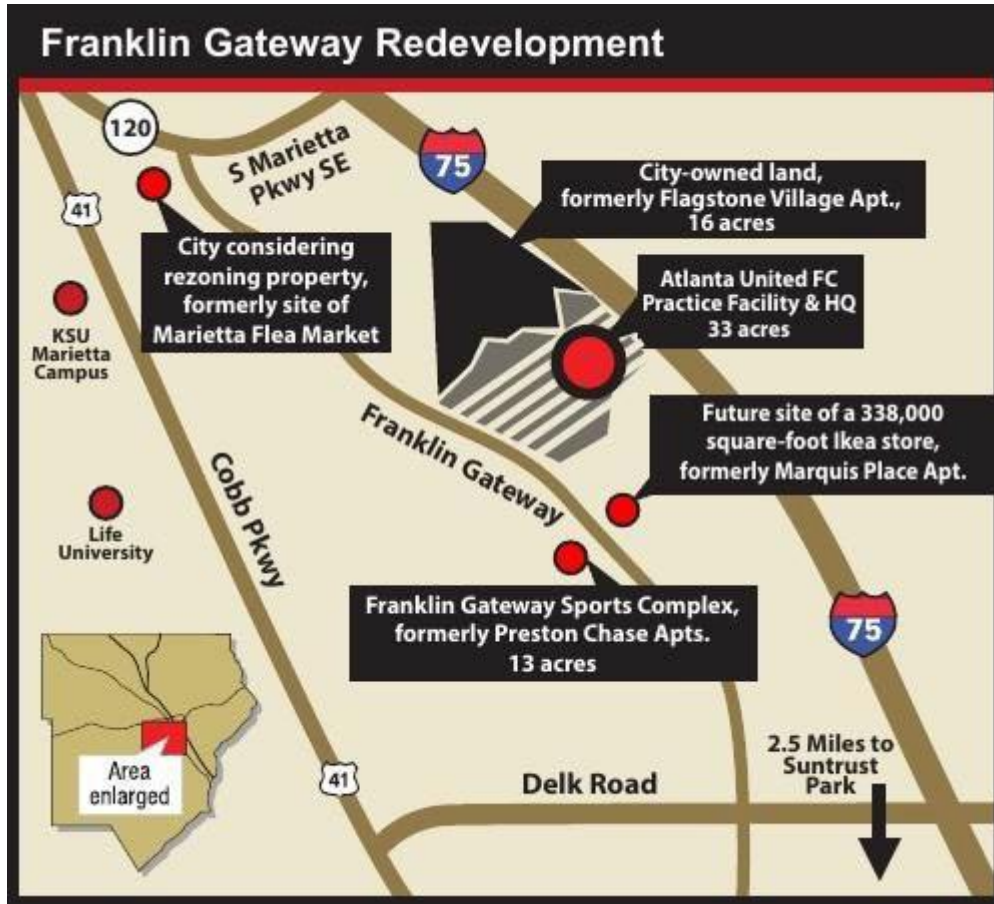 Franklin Gateway Redevelopment
120
S Marietta
Pkwy SE
75
City-owned land,
formerly Flagstone Village Apt.,
16 acres
41
City considering
rezoning property,
formerly site of
Marietta Flea Market
Atlanta United FC
Practice Facility & HQ
33 acres
KSU
Marietta
Campus
Franklin Gateway
Future site of a 338,000
square-foot Ikea store,
formerly Marquis Place Apt.
Cobb Pkwy
Life
University
Franklin Gateway Sports Complex,
formerly Preston Chase Apts.
13 acres
75
Area
enlarged
41
Delk Road
2.5 Miles to
Suntrust
Park